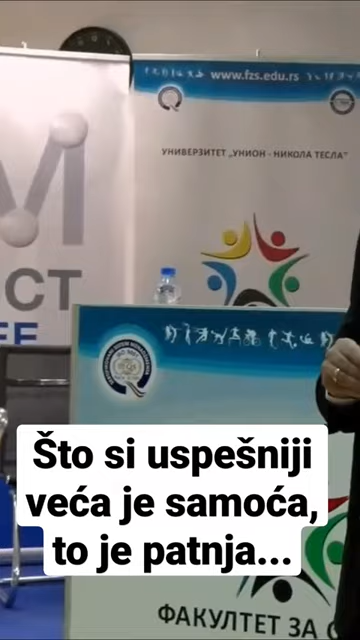 www.fzs.edu.rs
УНИВЕРЗИТЕТ „УНИОН - НИКОЛА ТЕСЛА"
Što si uspešniji
veća je samoća,
to je patnja...
ФАКУЛТЕТ ЗА